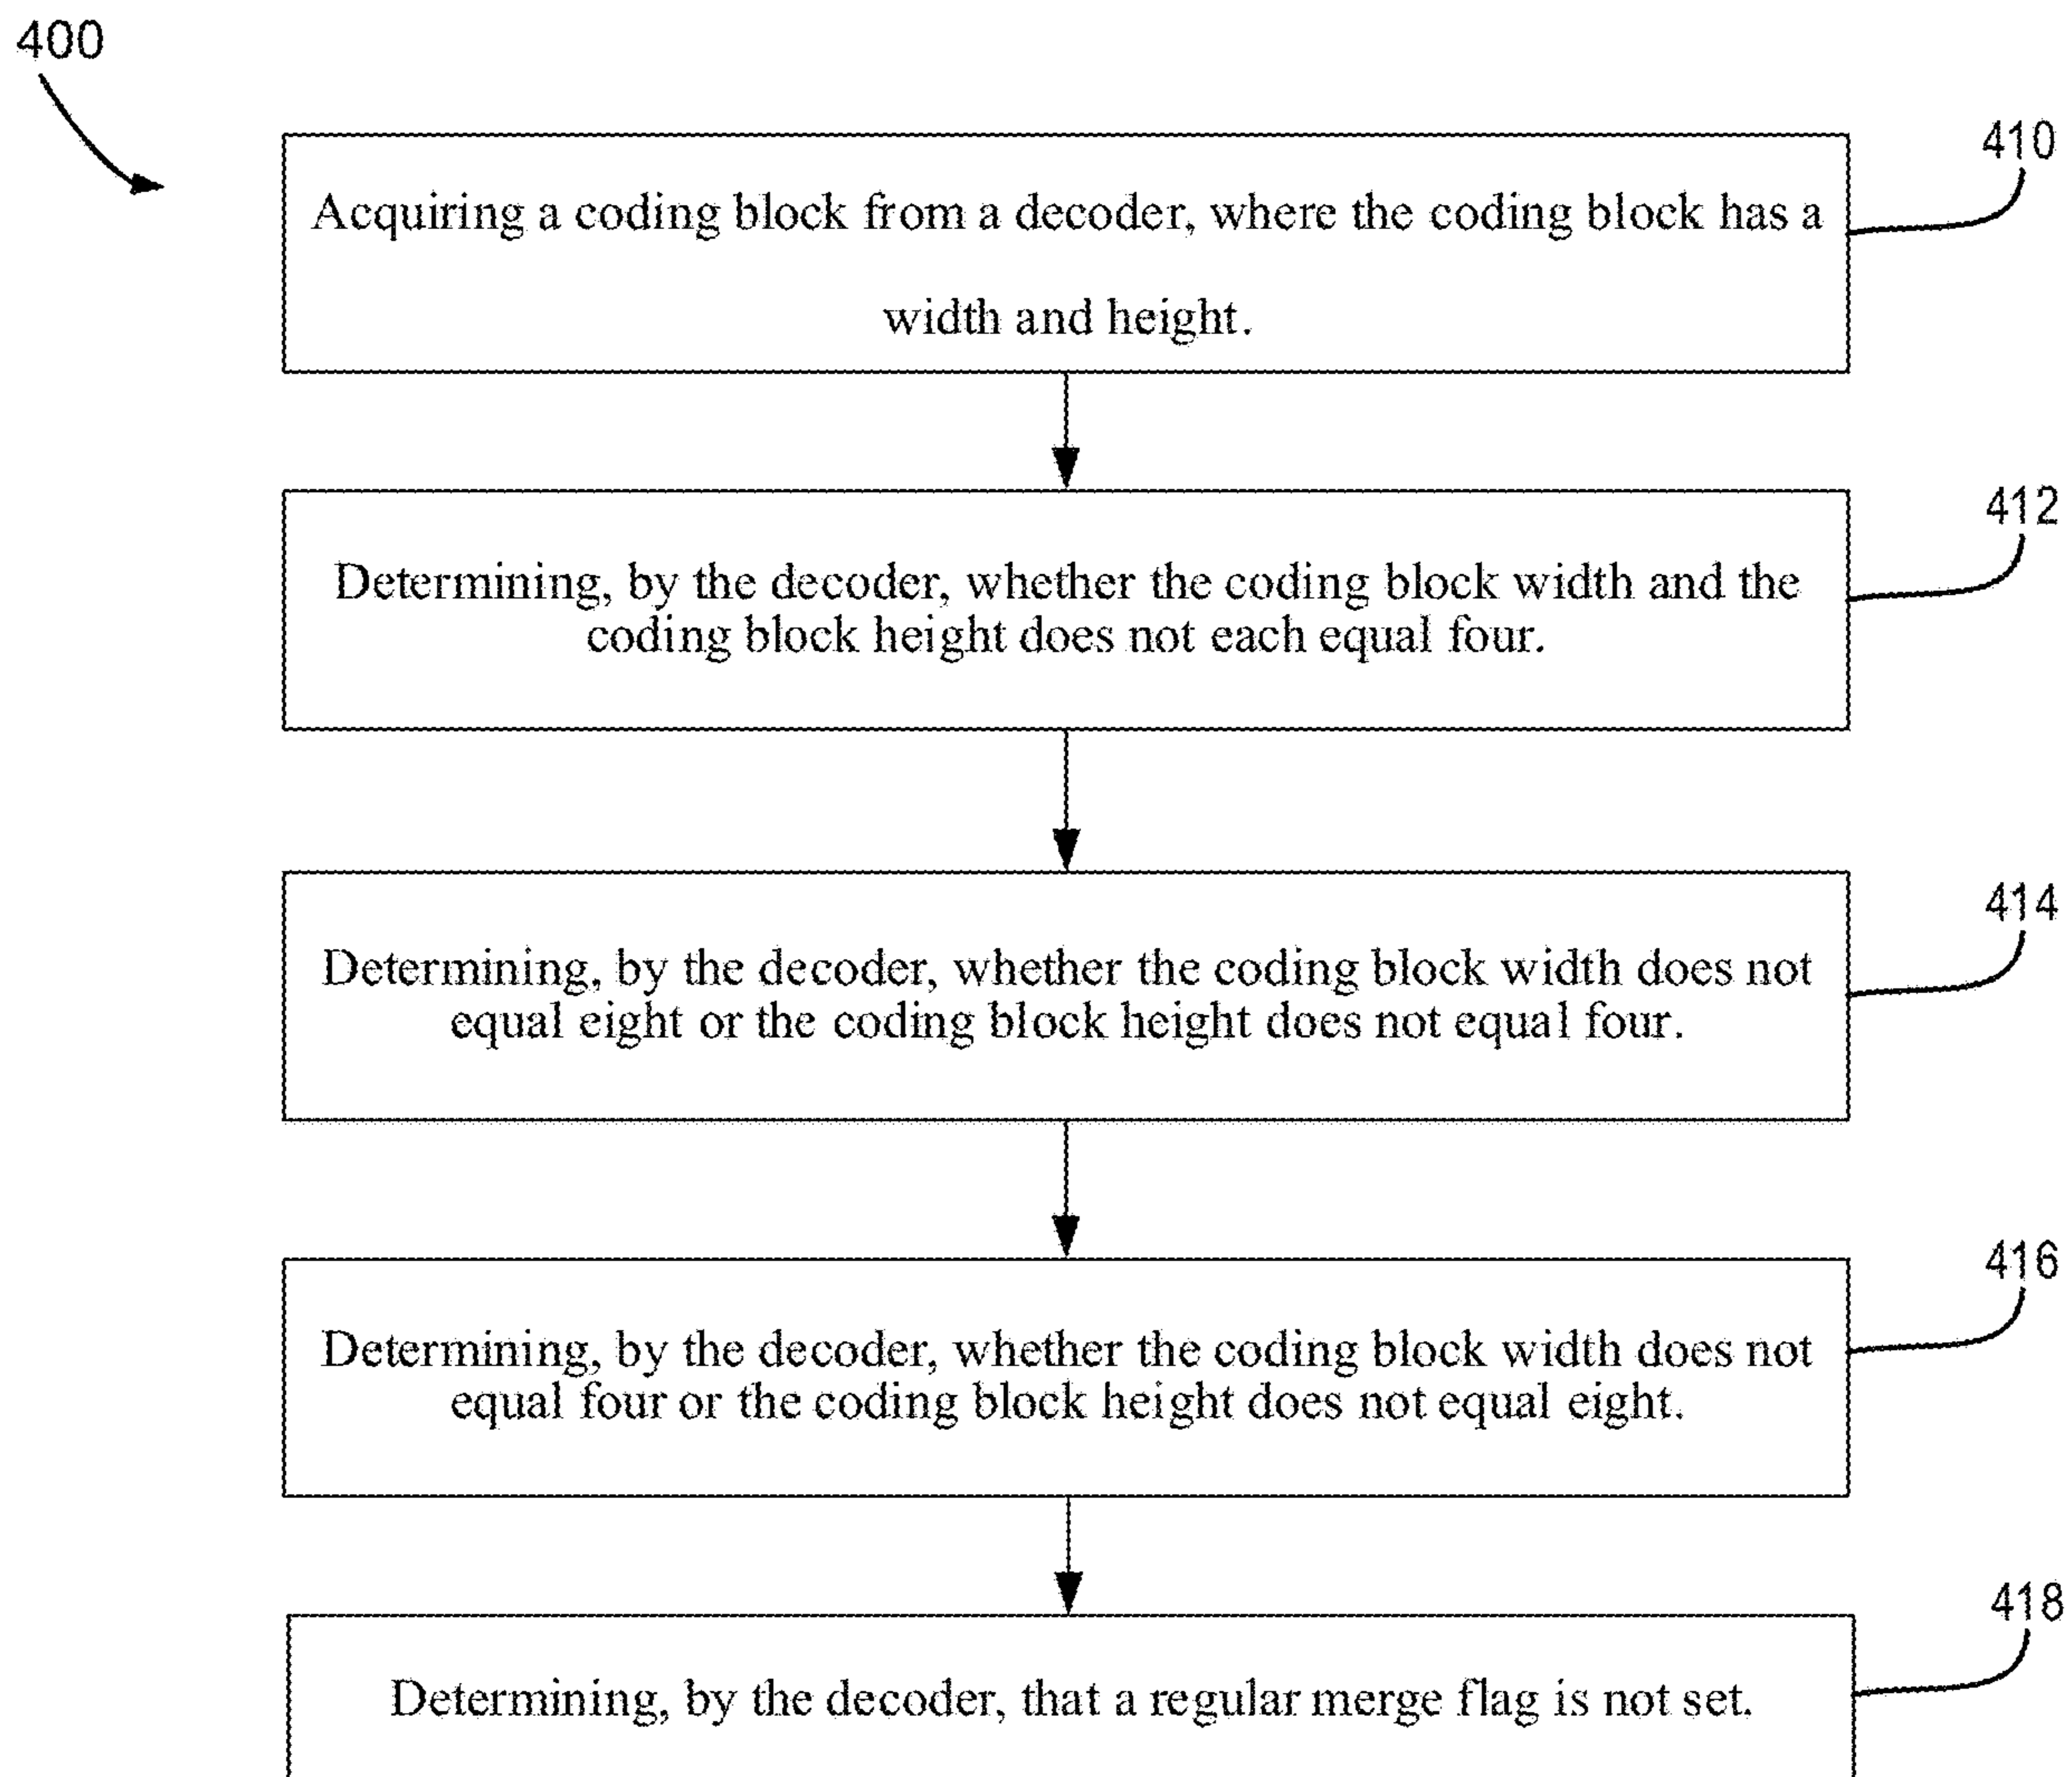 400
410
Acquiring a coding block from a decoder, where the coding block has a
width and height.
412
Determining, by the decoder, whether the coding block width and the
coding block height does not each equal four.
414
Determining, by the decoder, whether the coding block width does not
equal eight or the coding block height does not equal four.
416
Determining, by the decoder, whether the coding block width does not
equal four or the coding block height does not equal eight.
418
Determining, by the decoder, that a regular merge flag is not set.